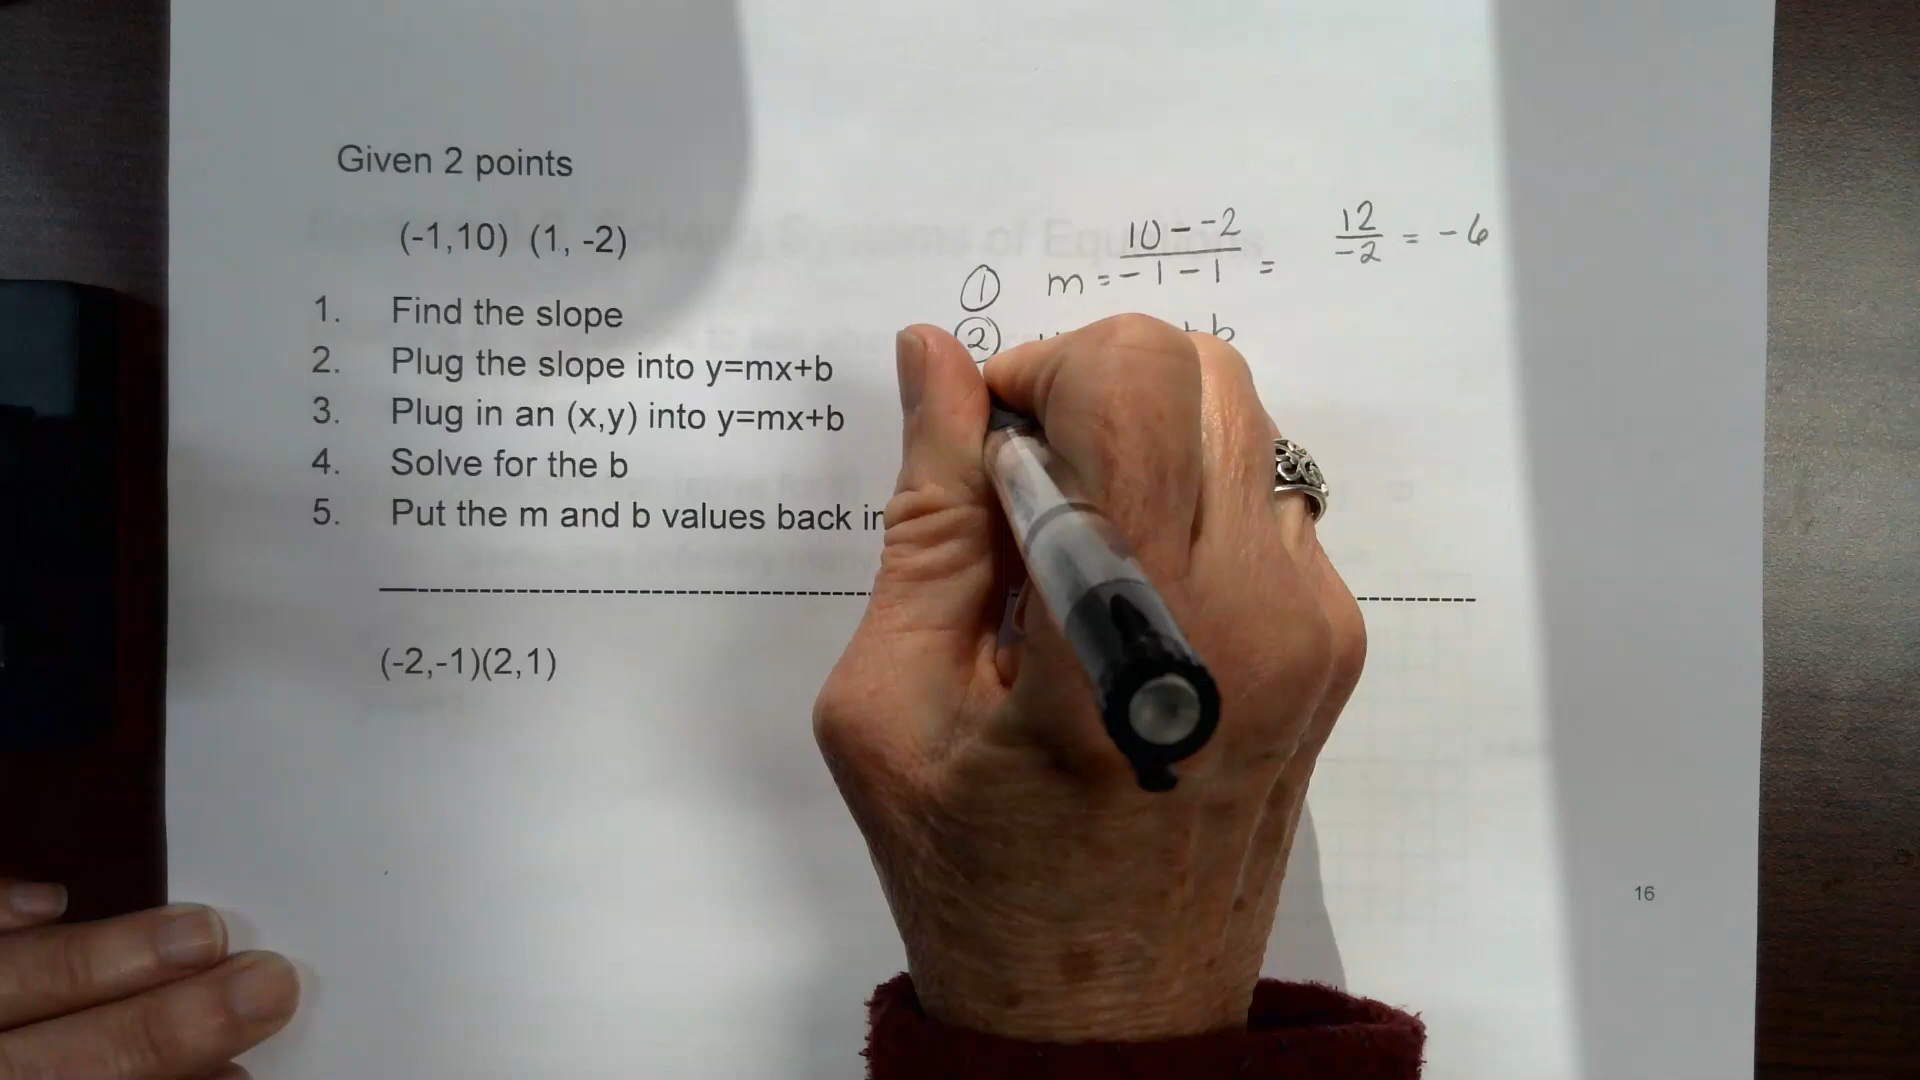 Given 2 points
(-1,10) (1, -2)
1. Find the slope
2. Plug the slope into y=mx+b
3. Plug in an (x,y) into y=mx+b
4. Solve for the b
5. Put the m and b values back in
(-2,-1)(2,1)
① m = 10 - -2 / -1 - 1 = 12 / -2 = -6
② + b
16